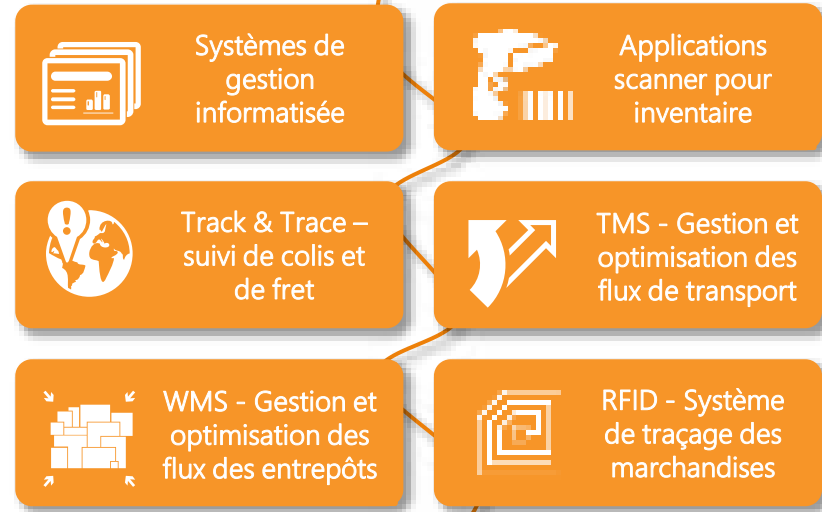 Systèmes de
gestion
informatisée
Applications
scanner pour
inventaire
Track & Trace –
suivi de colis et
de fret
TMS - Gestion et
optimisation des
flux de transport
WMS - Gestion et
optimisation des
flux des entrepôts
RFID - Système
de traçage des
marchandises